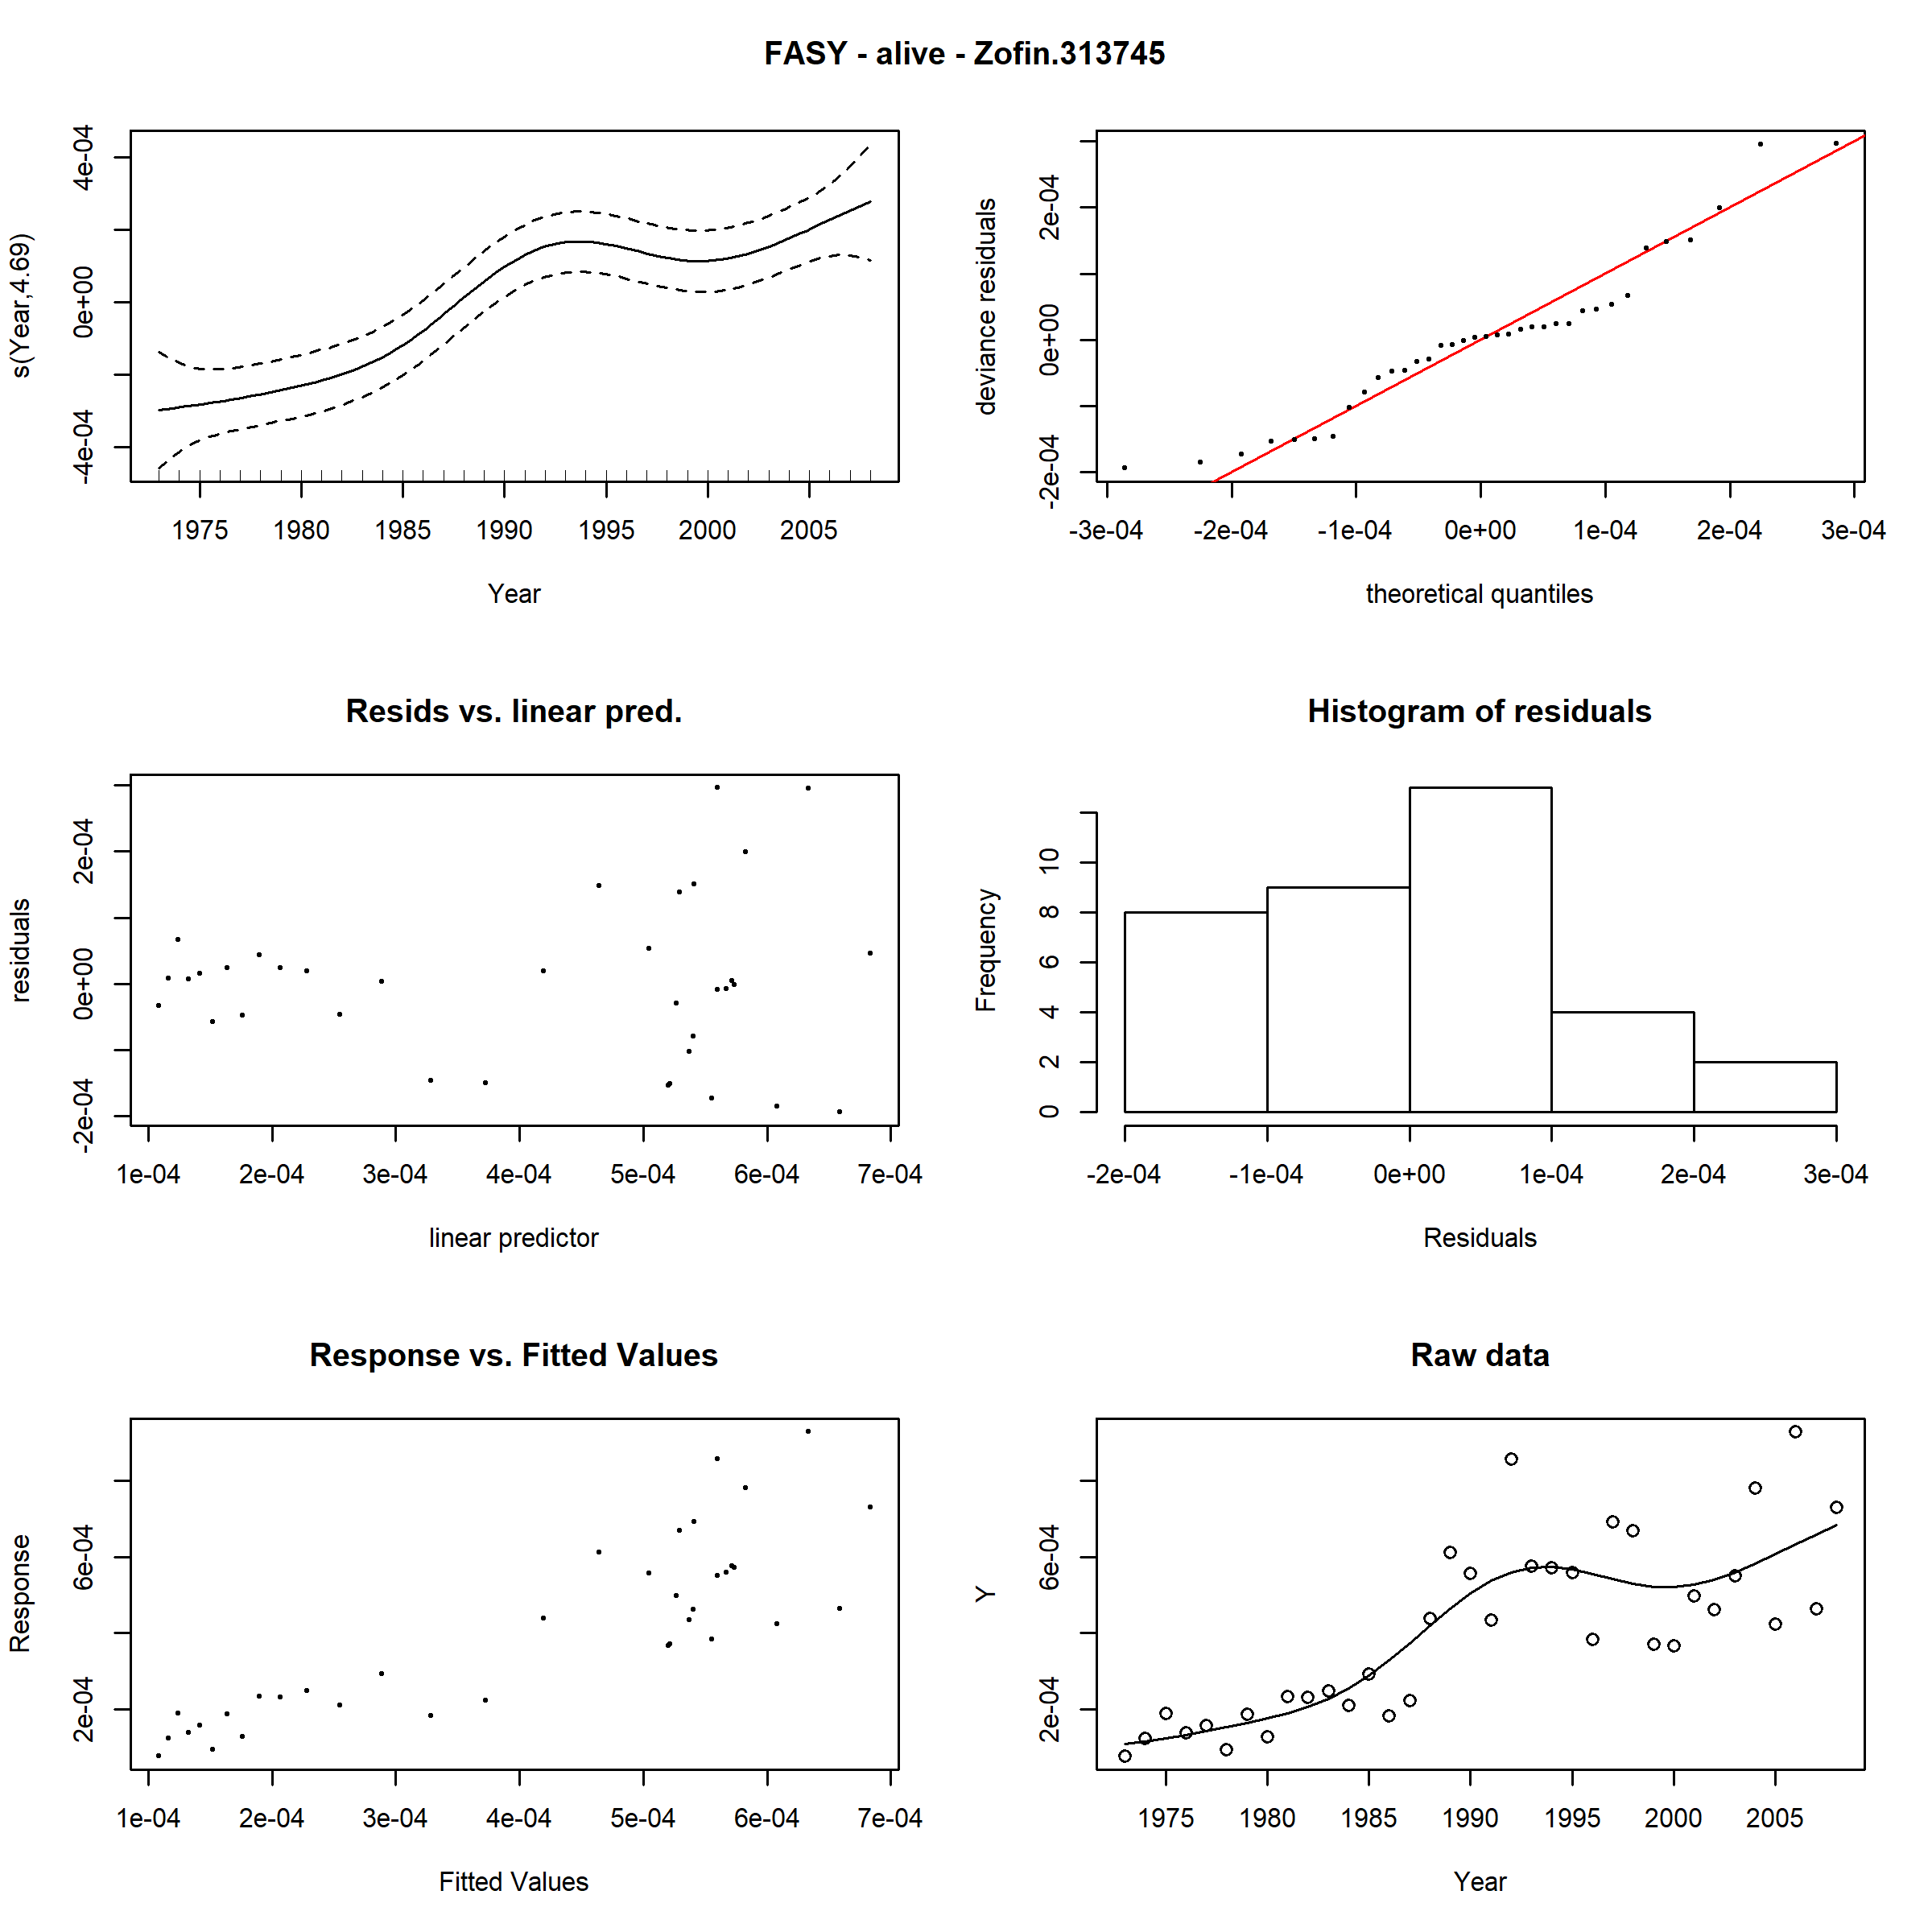 FASY - alive - Zofin.313745
s(Year,4.69)
4e-04
0e+00
-4e-04
1975 1980 1985 1990 1995 2000 2005
Year
deviance residuals
2e-04
0e+00
-2e-04
-3e-04 -2e-04 -1e-04 0e+00 1e-04 2e-04 3e-04
theoretical quantiles
Resids vs. linear pred.
residuals
2e-04
0e+00
-2e-04
1e-04 2e-04 3e-04 4e-04 5e-04 6e-04 7e-04
linear predictor
Histogram of residuals
Frequency
10
8
6
4
2
0
-2e-04 -1e-04 0e+00 1e-04 2e-04 3e-04
Residuals
Response vs. Fitted Values
Response
6e-04
2e-04
1e-04 2e-04 3e-04 4e-04 5e-04 6e-04 7e-04
Fitted Values
Raw data
Y
6e-04
2e-04
1975 1980 1985 1990 1995 2000 2005
Year